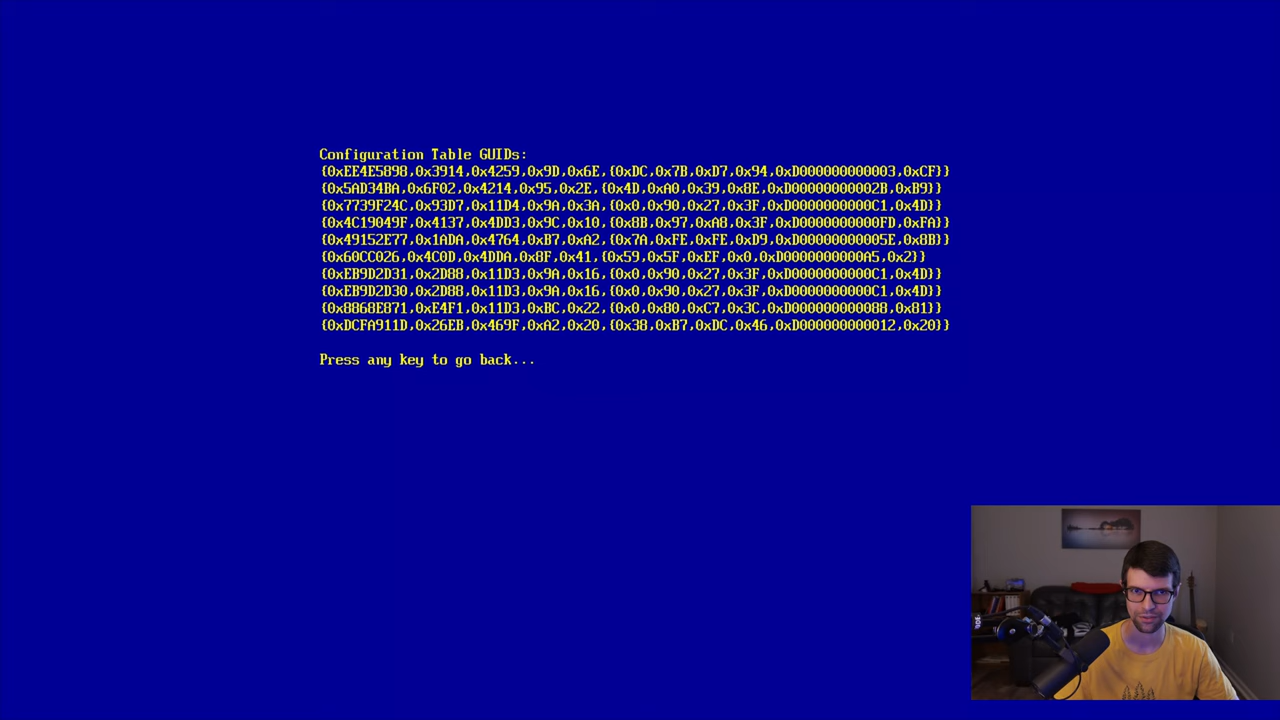 Configuration Table GUIDs:
{0xEE4E5898,0x3914,0x4259,0x9D,0x6E,{0xDC,0x7B,0xD7,0x94,0xD000000000003,0xCF}}
{0x5AD34BA,0x6F02,0x4214,0x95,0x2E,{0x4D,0xA0,0x39,0x8E,0xD00000000002B,0xB9}}
{0x7739F24C,0x93D7,0x11D4,0x9A,0x3A,{0x0,0x90,0x27,0x3F,0xD0000000000C1,0x4D}}
{0x4C19049F,0x4137,0x4DD3,0x9C,0x10,{0x8B,0x97,0xA8,0x3F,0xD0000000000FD,0xFA}}
{0x49152E77,0x1ADA,0x4764,0xB7,0xA2,{0x7A,0xFE,0xFE,0xD9,0xD00000000005E,0x8B}}
{0x60CC026,0x4C0D,0x4DDA,0x8F,0x41,{0x59,0x5F,0xEF,0x0,0xD0000000000A5,0x2}}
{0xEB9D2D31,0x2D88,0x11D3,0x9A,0x16,{0x0,0x90,0x27,0x3F,0xD0000000000C1,0x4D}}
{0xEB9D2D30,0x2D88,0x11D3,0x9A,0x16,{0x0,0x90,0x27,0x3F,0xD0000000000C1,0x4D}}
{0x8868E871,0xE4F1,0x11D3,0xBC,0x22,{0x0,0x80,0xC7,0x3C,0xD000000000088,0x81}}
{0xDCFA911D,0x26EB,0x469F,0xA2,0x20,{0x38,0xB7,0xDC,0x46,0xD000000000012,0x20}}
Press any key to go back...